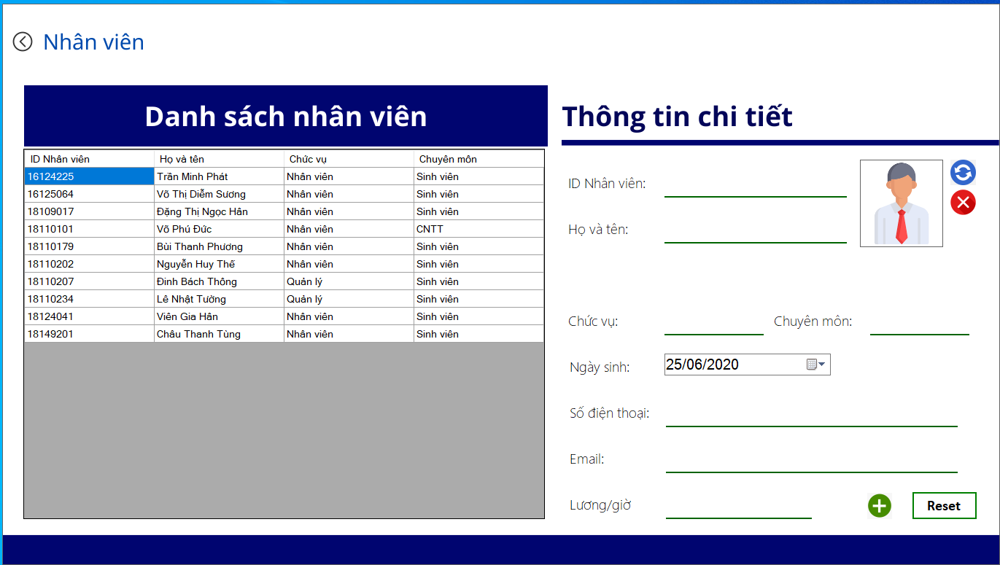 Nhân viên
Danh sách nhân viên
ID Nhân viên Họ và tên Chức vụ Chuyên môn
16124225 Trần Minh Phát Nhân viên Sinh viên
16125064 Võ Thị Diễm Sương Nhân viên Sinh viên
18109017 Đặng Thị Ngọc Hân Nhân viên Sinh viên
18110101 Võ Phú Đức Nhân viên CNTT
18110179 Bùi Thanh Phương Nhân viên Sinh viên
18110202 Nguyễn Huy Thế Nhân viên Sinh viên
18110207 Đinh Bách Thông Quản lý Sinh viên
18110234 Lê Nhật Tường Quản lý Sinh viên
18124041 Viên Gia Hân Nhân viên Sinh viên
18149201 Châu Thanh Tùng Nhân viên Sinh viên
Thông tin chi tiết
ID Nhân viên:
Họ và tên:
Chức vụ: Chuyên môn:
Ngày sinh: 25/06/2020
Số điện thoại:
Email:
Lương/giờ
Reset